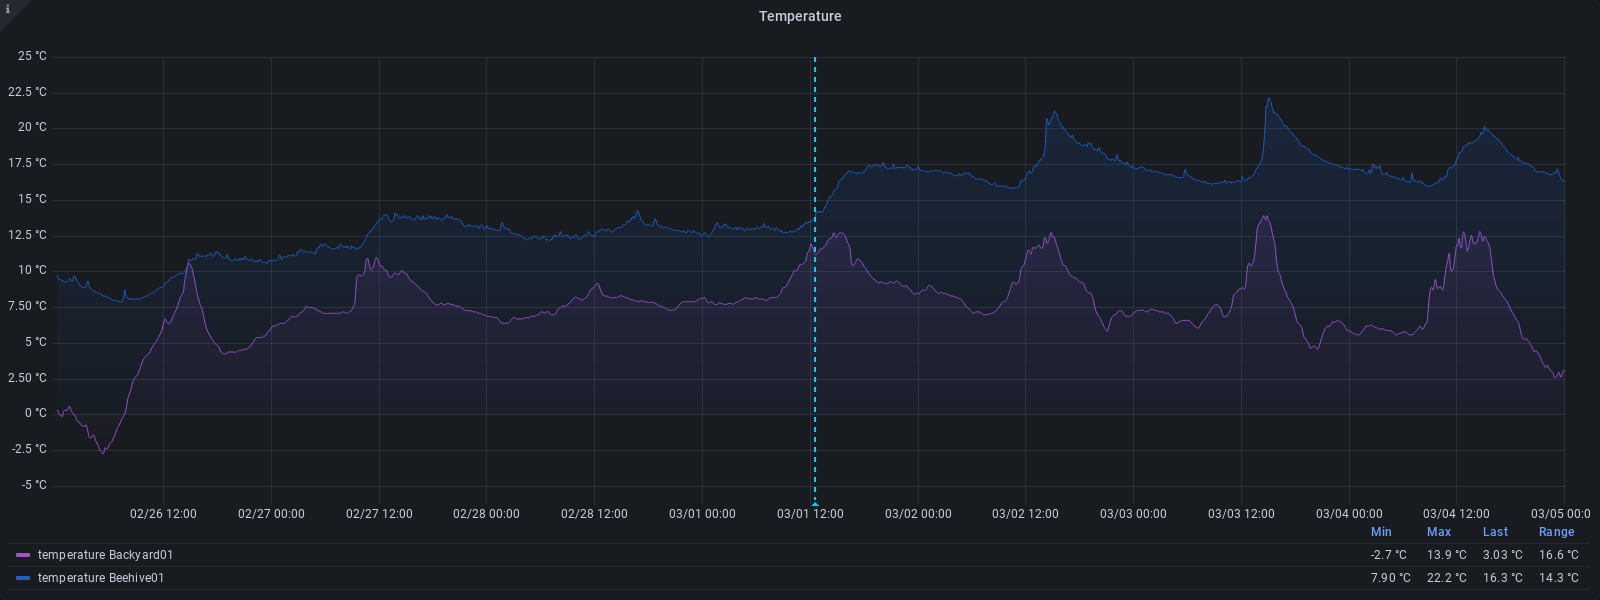 i
Temperature
25 °C
22.5 °C
20 °C
17.5 °C
15 °C
12.5 °C
10 °C
7.50 °C
5 °C
2.50 °C
0 °C
-2.5 °C
-5 °C
02/26 12:00 02/27 00:00 02/27 12:00 02/28 00:00 02/28 12:00 03/01 00:00 03/01 12:00 03/02 00:00 03/02 12:00 03/03 00:00 03/03 12:00 03/04 00:00 03/04 12:00 03/05 00:0
Min Max Last Range
temperature Backyard01 -2.7 °C 13.9 °C 3.03 °C 16.6 °C
temperature Beehive01 7.90 °C 22.2 °C 16.3 °C 14.3 °C